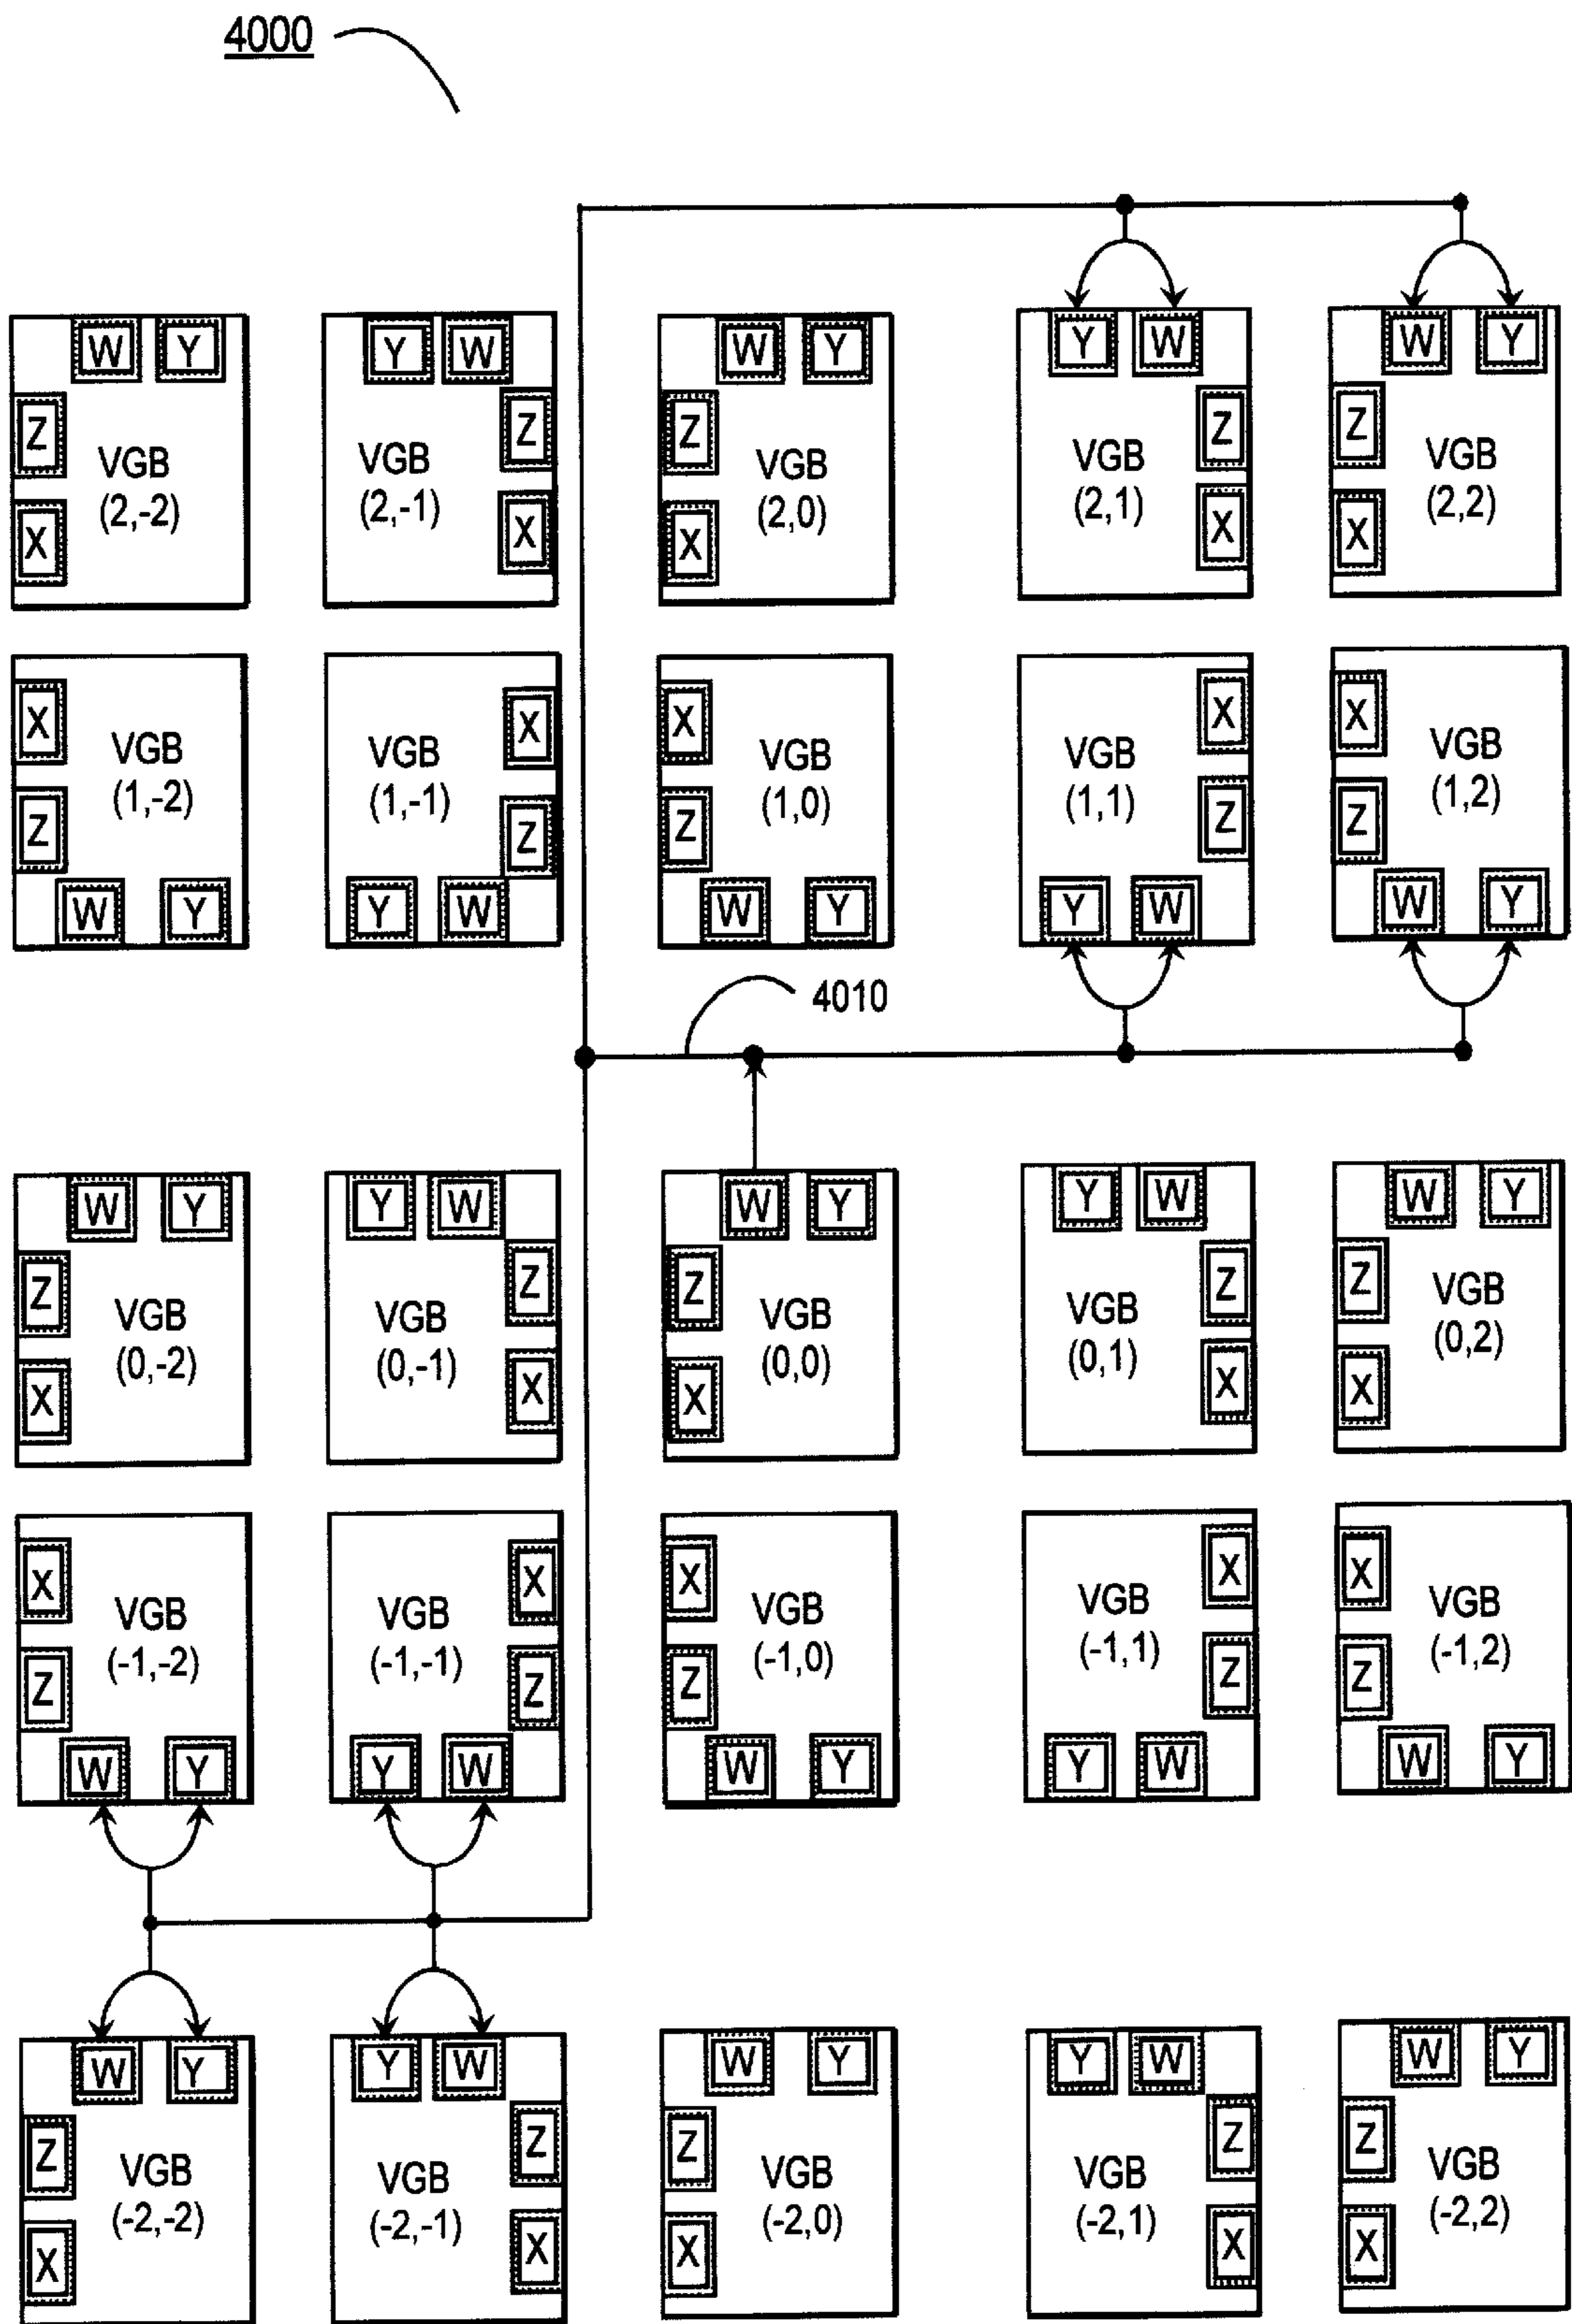 4000
W Y
Z
VGB
(2,-2)
X
Y W
Z
VGB
(2,-1)
X
W Y
Z
VGB
(2,0)
X
Y W
Z
VGB
(2,1)
X
W Y
Z
VGB
(2,2)
X
X
VGB
(1,-2)
Z
W Y
X
VGB
(1,-1)
Z
Y W
X
VGB
(1,0)
Z
W Y
X
VGB
(1,1)
Z
Y W
X
VGB
(1,2)
Z
W Y
4010
W Y
Z
VGB
(0,-2)
X
Y W
Z
VGB
(0,-1)
X
W Y
Z
VGB
(0,0)
X
Y W
Z
VGB
(0,1)
X
W Y
Z
VGB
(0,2)
X
X
VGB
(-1,-2)
Z
W Y
X
VGB
(-1,-1)
Z
Y W
X
VGB
(-1,0)
Z
W Y
X
VGB
(-1,1)
Z
Y W
X
VGB
(-1,2)
Z
W Y
W Y
Z
VGB
(-2,-2)
X
Y W
Z
VGB
(-2,-1)
X
W Y
Z
VGB
(-2,0)
X
Y W
Z
VGB
(-2,1)
X
W Y
Z
VGB
(-2,2)
X